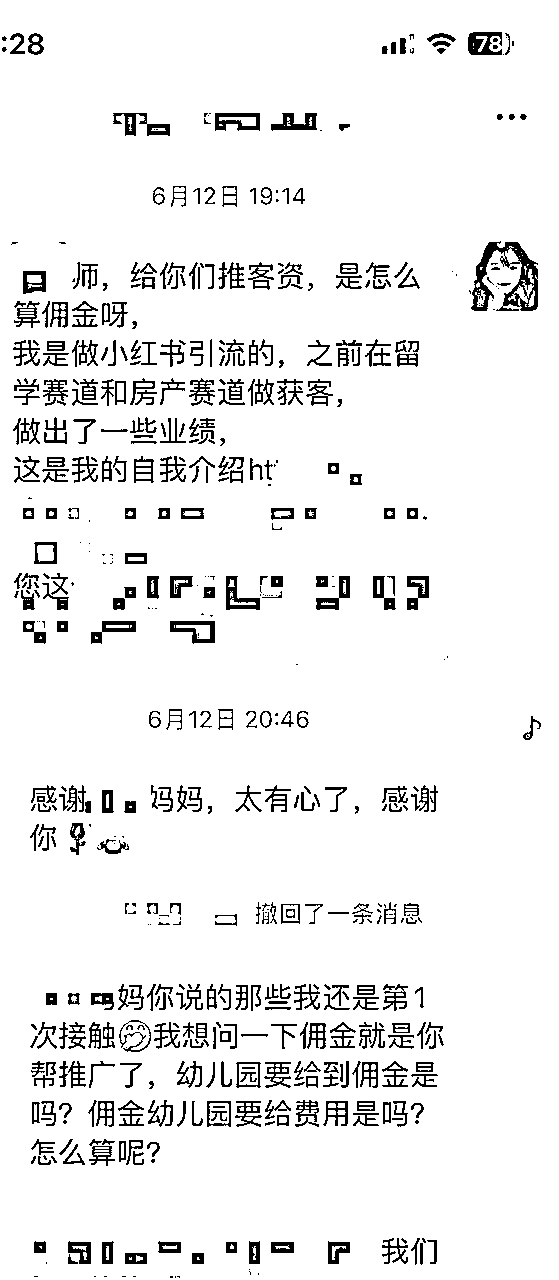 :28
78
6月12日 19:14
师，给你们推客资，是怎么
算佣金呀，
我是做小红书引流的，之前在留
学赛道和房产赛道做获客，
做出了一些业绩，
这是我的自我介绍ht
您这
6月12日 20:46
感谢 妈妈，太有心了，感谢
你
撤回了一条消息
妈你说的那些我还是第1
次接触 我想问一下佣金就是你
帮推广了，幼儿园要给到佣金是
吗？佣金幼儿园要给费用是吗？
怎么算呢？
我们